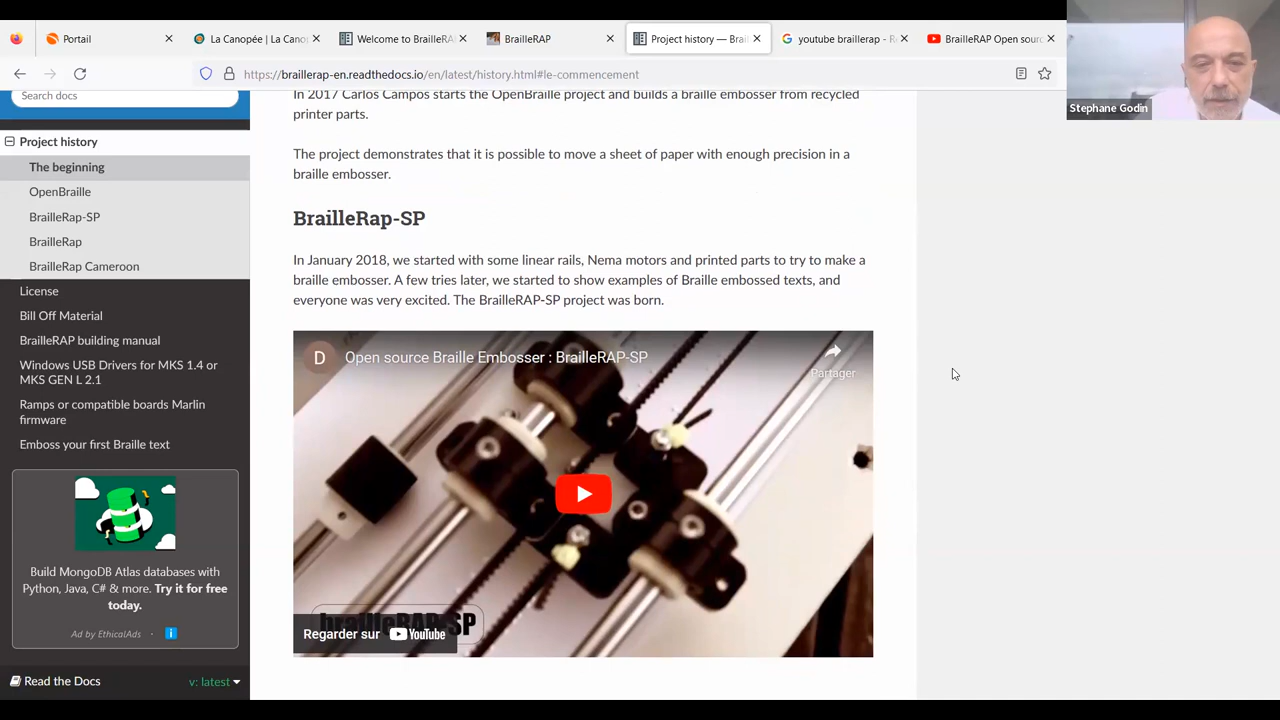 Portail
La Canopée | La Cano
Welcome to BrailleRA
BrailleRAP
Project history — Brai
youtube braillerap - R
BrailleRAP Open sour
https://braillerap-en.readthedocs.io/en/latest/history.html#le-commencement
Stephane Godin
Search docs
Project history
The beginning
OpenBraille
BrailleRap-SP
BrailleRap
BrailleRap Cameroon
License
Bill Off Material
BrailleRAP building manual
Windows USB Drivers for MKS 1.4 or
MKS GEN L 2.1
Ramps or compatible boards Marlin
firmware
Emboss your first Braille text
Build MongoDB Atlas databases with
Python, Java, C# & more. Try it for free
today.
Ad by EthicalAds ·
Read the Docs
v: latest
In 2017 Carlos Campos starts the OpenBraille project and builds a braille embosser from recycled
printer parts.
The project demonstrates that it is possible to move a sheet of paper with enough precision in a
braille embosser.
BrailleRap-SP
In January 2018, we started with some linear rails, Nema motors and printed parts to try to make a
braille embosser. A few tries later, we started to show examples of Braille embossed texts, and
everyone was very excited. The BrailleRAP-SP project was born.
D
Open source Braille Embosser : BrailleRAP-SP
Partager
brailleRAP-SP
Regarder sur YouTube